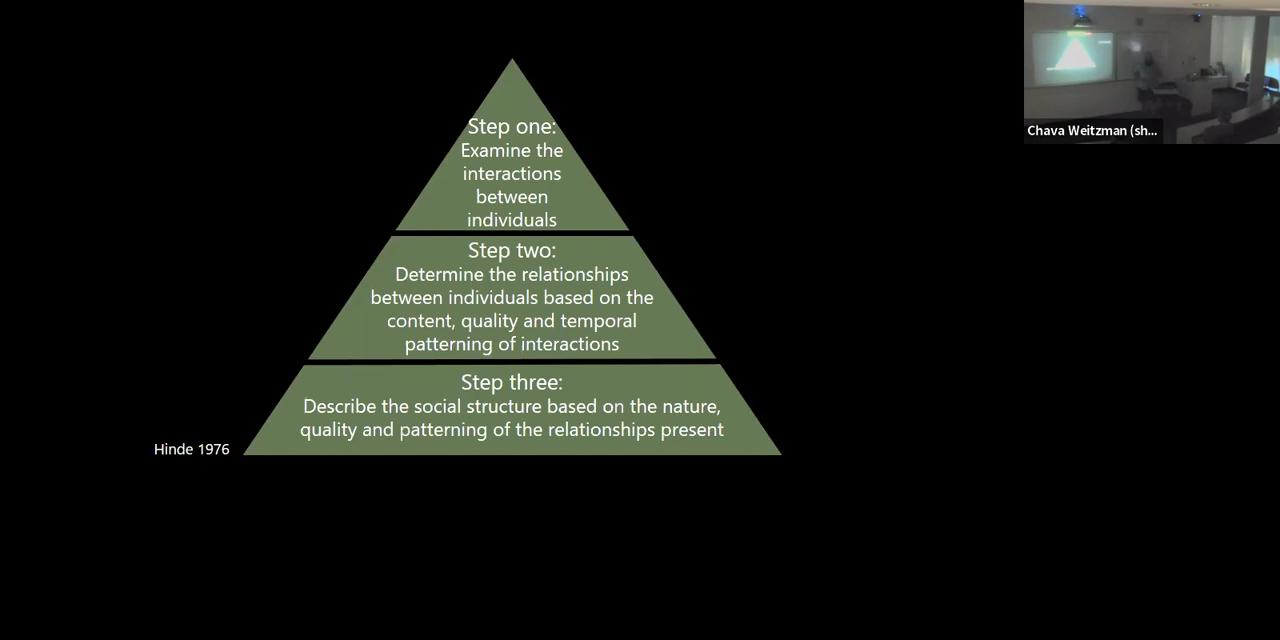 Step one:
Examine the
interactions
between
individuals
Step two:
Determine the relationships
between individuals based on the
content, quality and temporal
patterning of interactions
Step three:
Describe the social structure based on the nature,
quality and patterning of the relationships present
Hinde 1976
Chava Weitzman (sh...